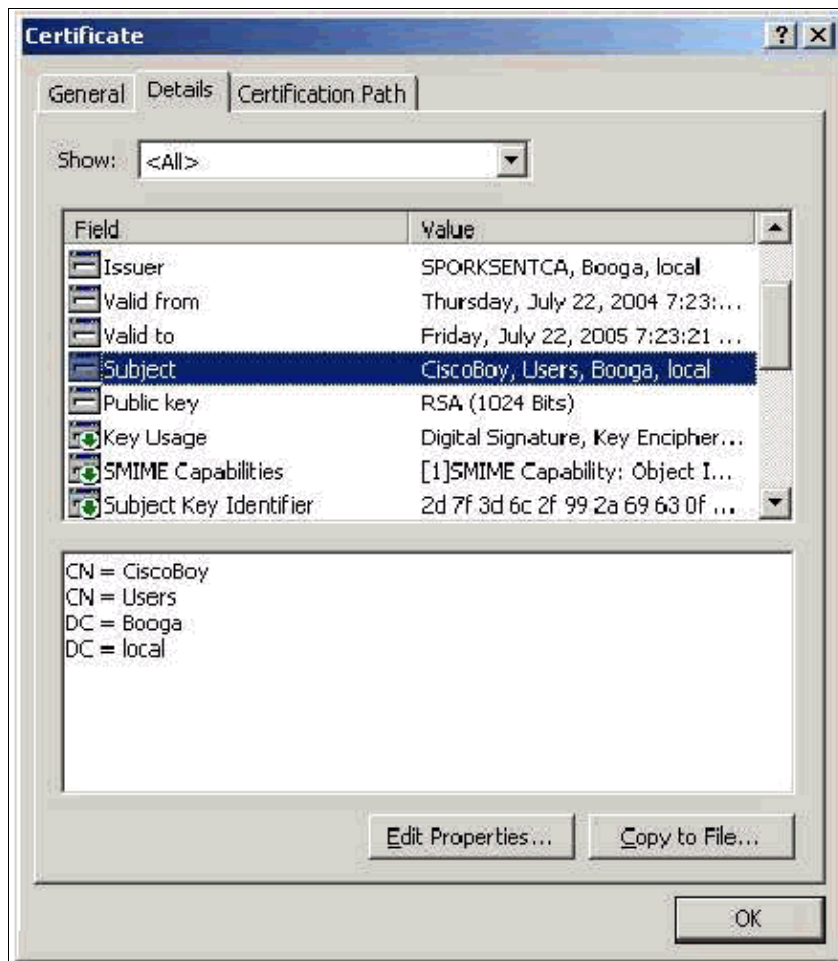 Certificate
General Details Certification Path
Show: <All>
Field Value
Issuer SPORKSENTCA, Booga, local
Valid from Thursday, July 22, 2004 7:23:...
Valid to Friday, July 22, 2005 7:23:21 ...
Subject CiscoBoy, Users, Booga, local
Public key RSA (1024 Bits)
Key Usage Digital Signature, Key Encipher...
SMIME Capabilities [1]SMIME Capability: Object I...
Subject Key Identifier 2d 7f 3d 6c 2f 99 2a 69 63 0f ...
CN = CiscoBoy
CN = Users
DC = Booga
DC = local
Edit Properties... Copy to File...
OK